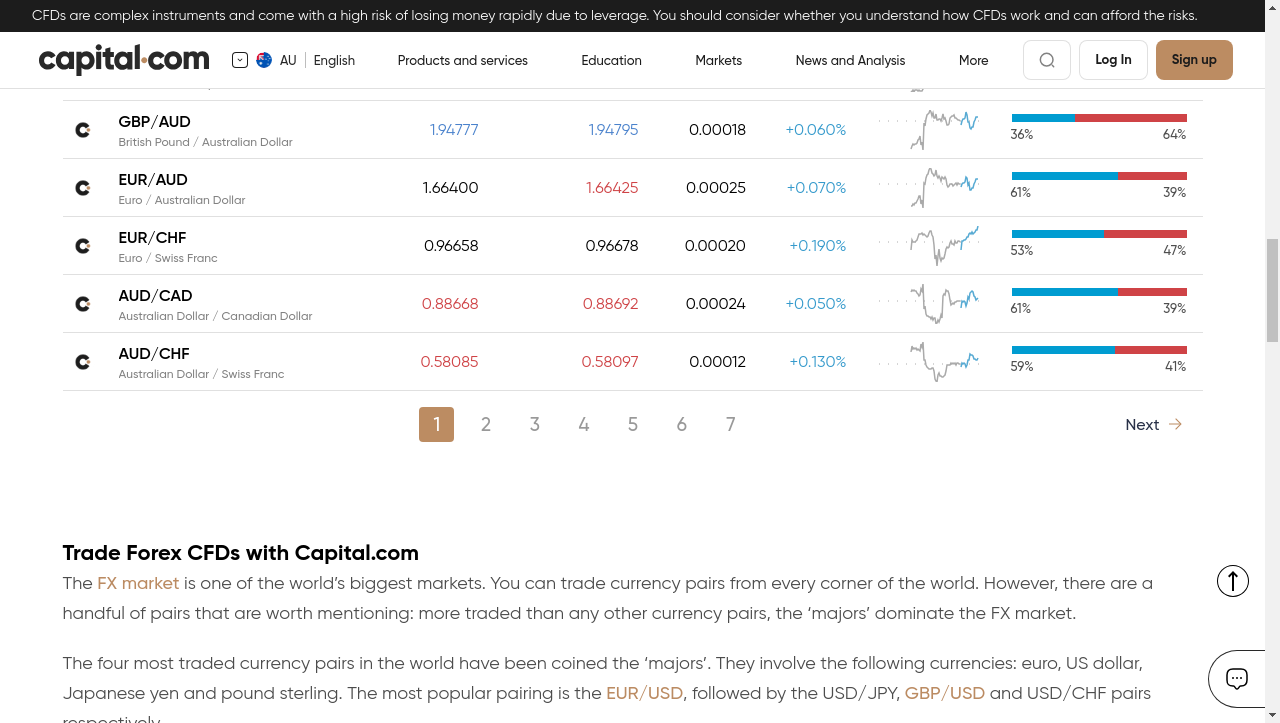 CFDs are complex instruments and come with a high risk of losing money rapidly due to leverage. You should consider whether you understand how CFDs work and can afford the risks.
capital.com AU English Products and services Education Markets News and Analysis More Log In Sign up
GBP/AUD 1.94777 1.94795 0.00018 +0.060%
British Pound / Australian Dollar 36% 64%
EUR/AUD 1.66400 1.66425 0.00025 +0.070%
Euro / Australian Dollar 61% 39%
EUR/CHF 0.96658 0.96678 0.00020 +0.190%
Euro / Swiss Franc 53% 47%
AUD/CAD 0.88668 0.88692 0.00024 +0.050%
Australian Dollar / Canadian Dollar 61% 39%
AUD/CHF 0.58085 0.58097 0.00012 +0.130%
Australian Dollar / Swiss Franc 59% 41%
1 2 3 4 5 6 7 Next
Trade Forex CFDs with Capital.com
The FX market is one of the world’s biggest markets. You can trade currency pairs from every corner of the world. However, there are a
handful of pairs that are worth mentioning: more traded than any other currency pairs, the ‘majors’ dominate the FX market.
The four most traded currency pairs in the world have been coined the ‘majors’. They involve the following currencies: euro, US dollar,
Japanese yen and pound sterling. The most popular pairing is the EUR/USD, followed by the USD/JPY, GBP/USD and USD/CHF pairs
respectively.